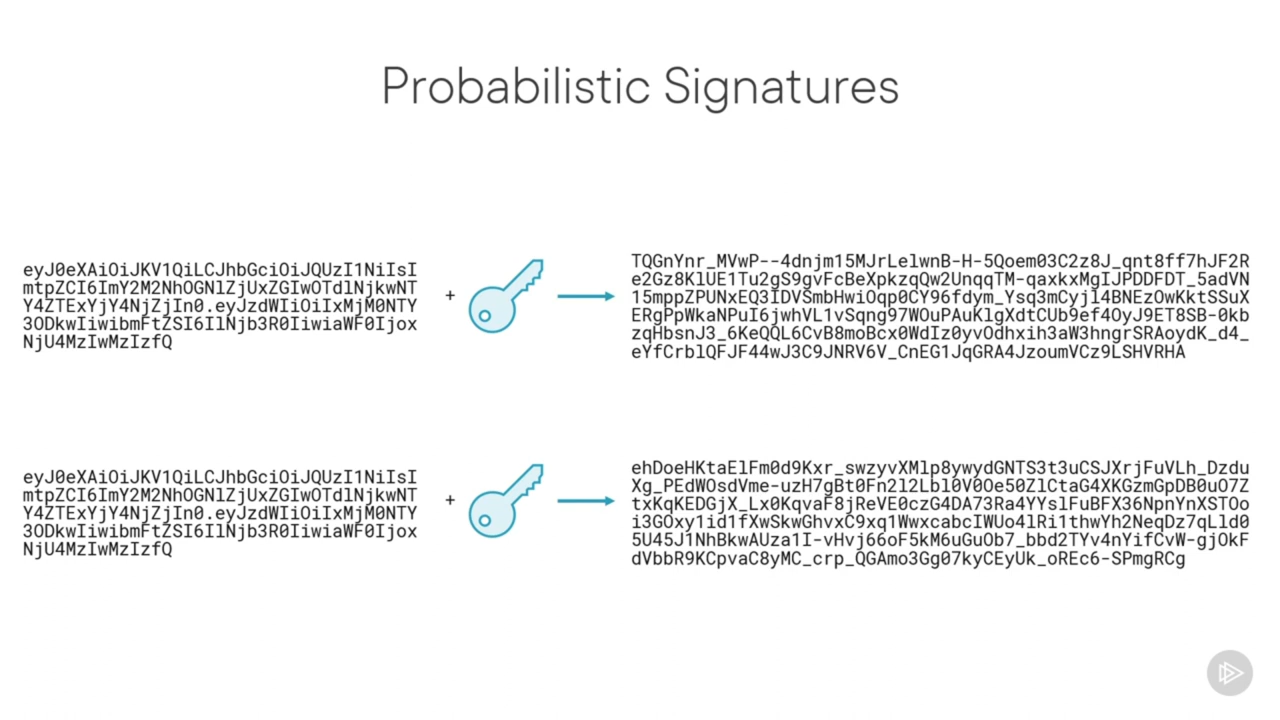 Probabilistic Signatures
eyJ0eXAiOiJKV1QiLCJhbGciOiJQUzI1NiIsI
mtpZCI6ImY2M2NhOGNlZjUxZGIwOTdlNjkwNT
Y4ZTExYjY4NjZjIn0.eyJzdWIiOiIxMjM0NTY
3ODkwIiwibmFtZSI6IlNjb3R0IiwiaWF0Ijox
NjU4MzIwMzIzfQ
+
TQGnYnr_MVwP--4dnjm15MJrLelwnB-H-5Qoem03C2z8J_qnt8ff7hJF2R
e2Gz8KlUE1Tu2gS9gvFcBeXpkzqQw2UnqqTM-qaxkxMgIJPDDFDT_5adVN
15mppZPUNxEQ3IDVSmbHwiOqp0CY96fdym_Ysq3mCyjl4BNEzOwKktSSuX
ERgPpWkaNPuI6jwhVL1vSqng97WOuPAuKlgXdtCUb9ef4OyJ9ET8SB-0kb
zqHbsnJ3_6KeQQL6CvB8moBcx0WdIz0yvOdhxih3aW3hngrSRAoydK_d4_
eYfCrblQFJF44wJ3C9JNRV6V_CnEG1JqGRA4JzoumVCz9LSHVRHA
eyJ0eXAiOiJKV1QiLCJhbGciOiJQUzI1NiIsI
mtpZCI6ImY2M2NhOGNlZjUxZGIwOTdlNjkwNT
Y4ZTExYjY4NjZjIn0.eyJzdWIiOiIxMjM0NTY
3ODkwIiwibmFtZSI6IlNjb3R0IiwiaWF0Ijox
NjU4MzIwMzIzfQ
+
ehDoeHKtaElFm0d9Kxr_swzyvXMlp8ywydGNTS3t3uCSJXrjFuVLh_Dzdu
Xg_PEdWOsdVme-uzH7gBt0Fn2l2Lbl0V0Oe50ZlCtaG4XKGzmGpDB0uO7Z
txKqKEDGjX_Lx0KqvaF8jReVE0czG4DA73Ra4YYslFuBFX36NpnYnXSTOo
i3GOxy1id1fXwSkwGhvxC9xq1WwxcabcIWUo4lRi1thwYh2NeqDz7qLld0
5U45J1NhBkwAUza1I-vHvj66oF5kM6uGuOb7_bbd2TYv4nYifCvW-gjOkF
dVbbR9KCpvaC8yMC_crp_QGAmo3Gg07kyCEyUk_oREc6-SPmgRCg